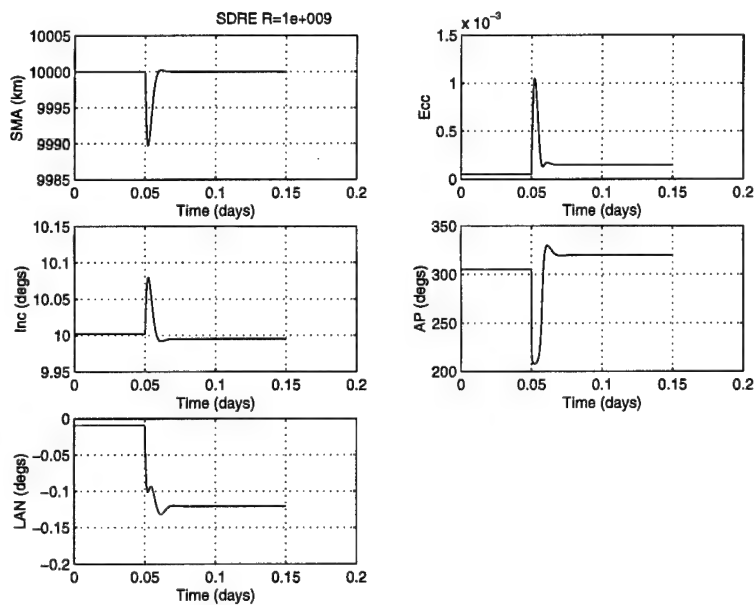 SDRE R=1e+009
10005
10000
9995
9990
9985
SMA (km)
0 0.05 0.1 0.15 0.2
Time (days)
x 10⁻³
1.5
1
0.5
0
Ecc
0 0.05 0.1 0.15 0.2
Time (days)
10.15
10.1
10.05
10
9.95
Inc (degs)
0 0.05 0.1 0.15 0.2
Time (days)
350
300
250
200
AP (degs)
0 0.05 0.1 0.15 0.2
Time (days)
0
-0.05
-0.1
-0.15
-0.2
LAN (degs)
0 0.05 0.1 0.15 0.2
Time (days)